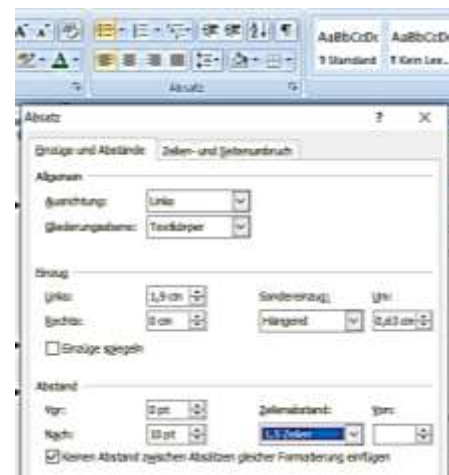 AaBbCcDc AaBbCcDc
¶ Standard ¶ Kein Lee...
Absatz
Absatz ? X
Einzüge und Abstände Zeilen- und Seitenumbruch
Allgemein
Ausrichtung: Links
Gliederungsebene: Textkörper
Einzug
Links: 1,9 cm Sondereinzug: Um:
Rechts: 0 cm Hängend 0,63 cm
Einzüge spiegeln
Abstand
Vor: 0 pt Zeilenabstand: Von:
Nach: 10 pt 1,5 Zeilen
Keinen Abstand zwischen Absätzen gleicher Formatierung einfügen